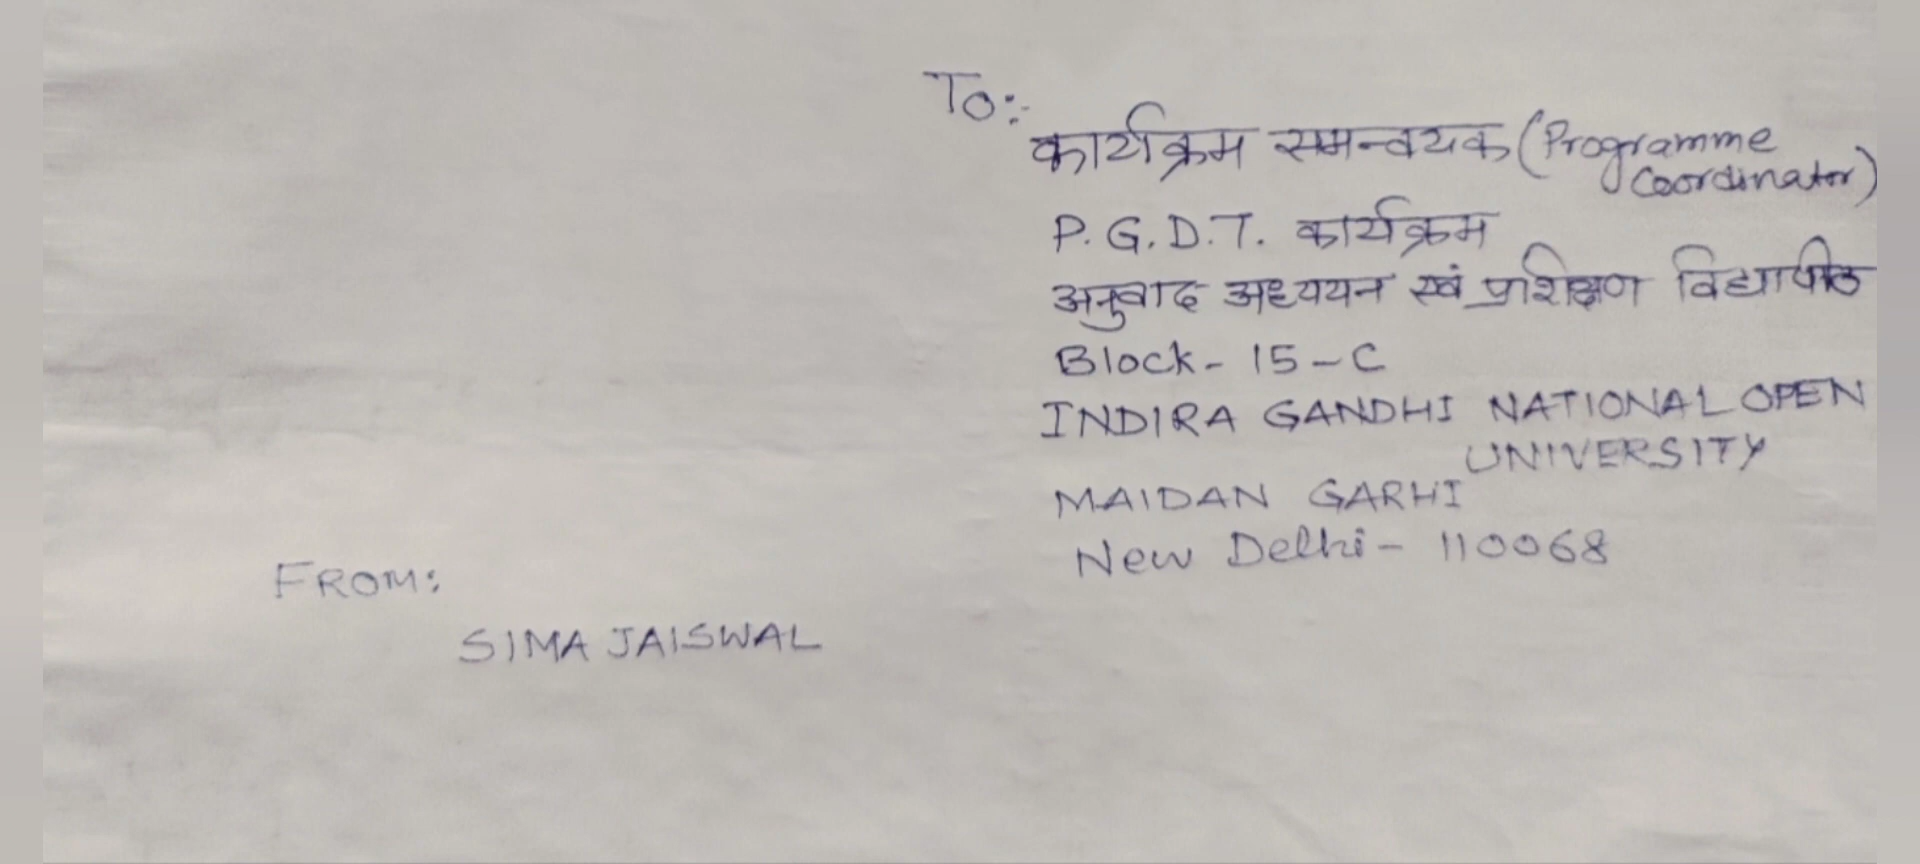 To:-
कार्यक्रम समन्वयक (Programme
Coordinator)
P.G.D.T. कार्यक्रम
अनुवाद अध्ययन एवं प्रशिक्षण विद्यापीठ
Block- 15-C
INDIRA GANDHI NATIONAL OPEN
UNIVERSITY
MAIDAN GARHI
New Delhi- 110068
FROM:
SIMA JAISWAL